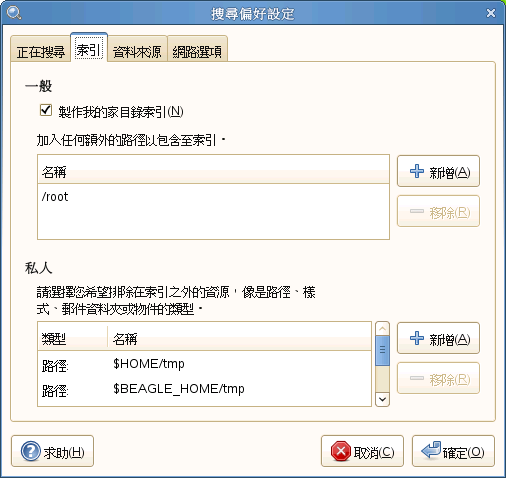 搜尋偏好設定
正在搜尋 索引 資料來源 網路選項
一般
製作我的家目錄索引(N)
加入任何額外的路徑以包含至索引。
名稱
/root
新增(A)
移除(R)
私人
請選擇您希望排除在索引之外的資源，像是路徑、樣
式、郵件資料夾或物件的類型。
類型 名稱
路徑: $HOME/tmp
路徑: $BEAGLE_HOME/tmp
新增(A)
移除(R)
求助(H) 取消(C) 確定(O)